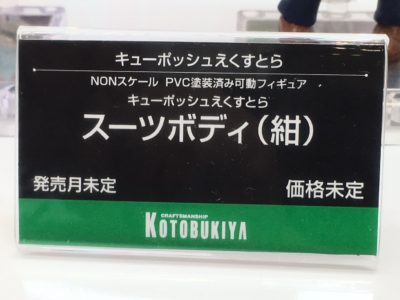 キューポッシュえくすとら
NONスケール PVC塗装済み可動フィギュア
キューポッシュえくすとら
スーツボディ(紺)
発売月未定 価格未定
CRAFTSMANSHIP
KOTOBUKIYA